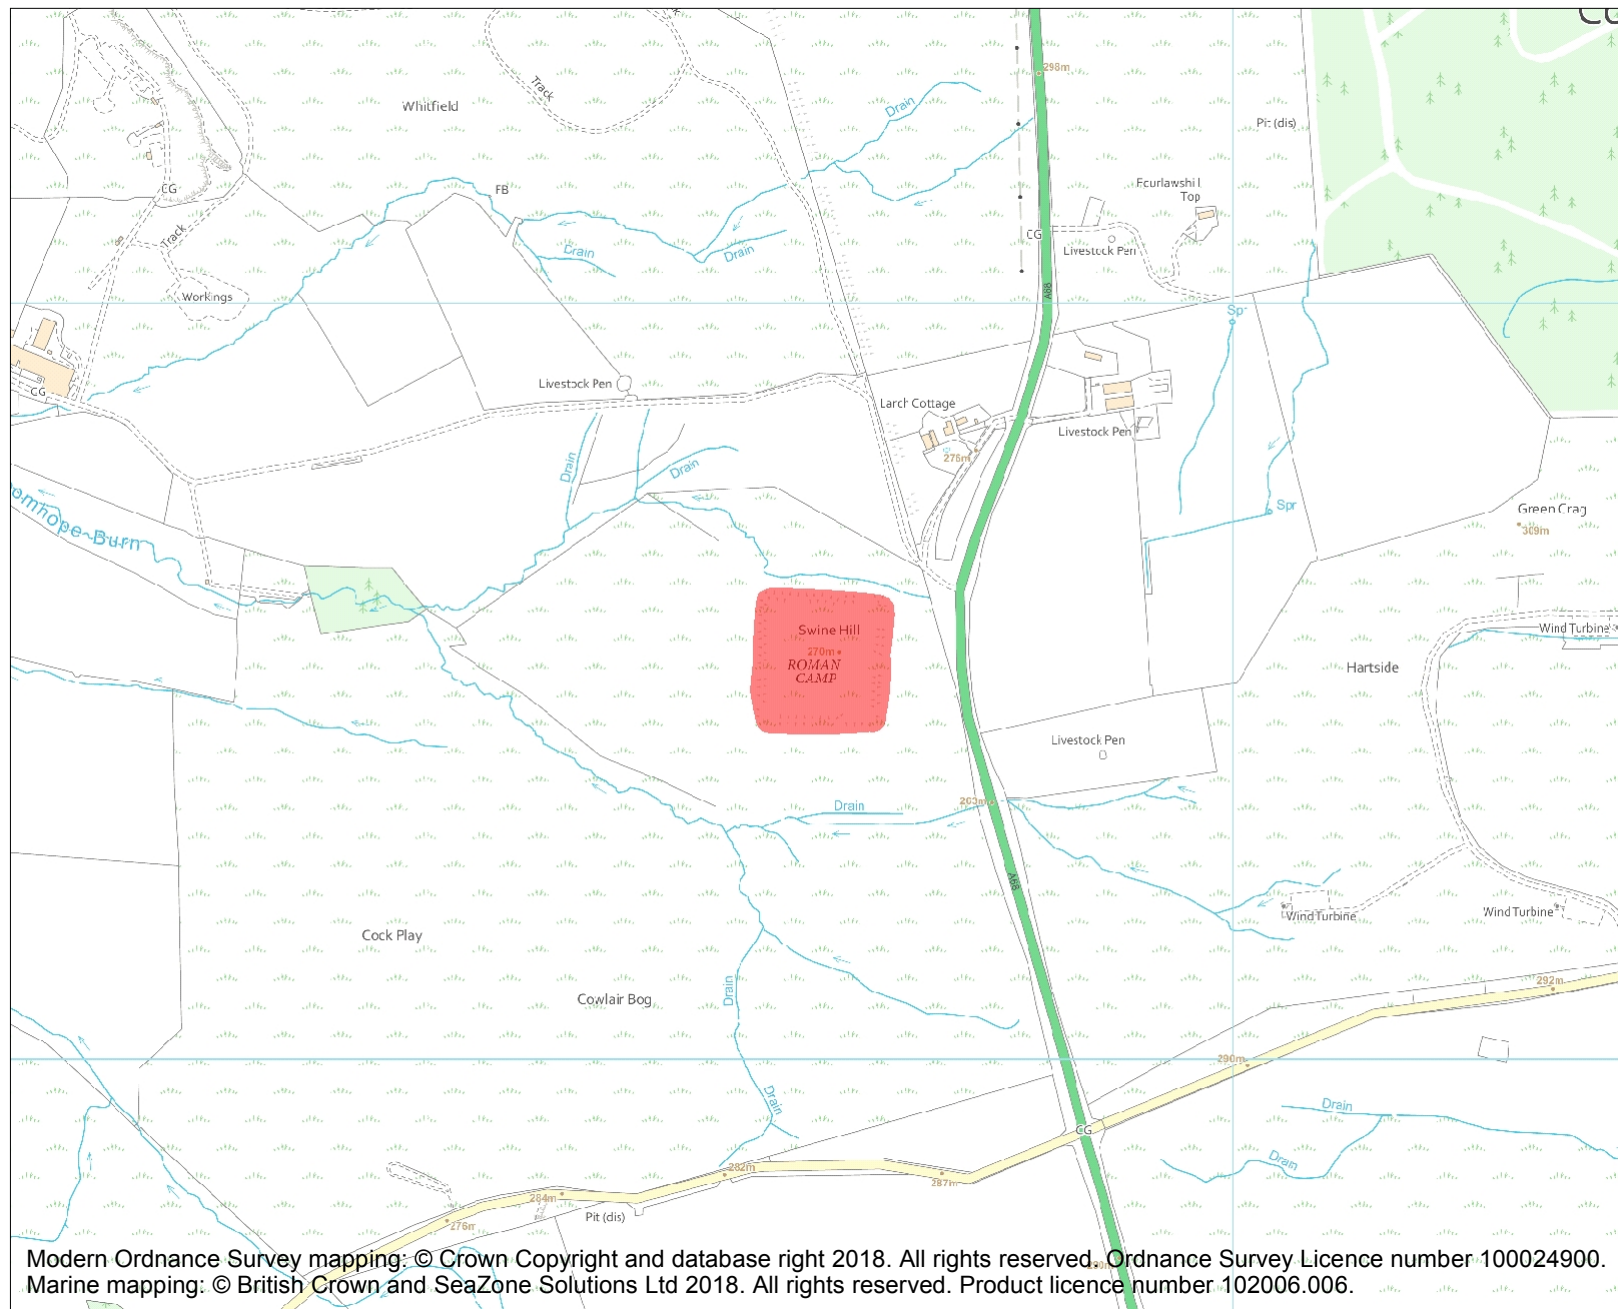 298m
Track
Whitfield
Drain
Pit (dis)
CG
FB
Fourlawshill
Top
Track
CG
Livestock Pen
Drain
Drain
Workings
A68
Spr
CG
Livestock Pen
Larch Cottage
Livestock Pen
275m
Drain
Drain
Spr
Green Crag
309m
omhope Burn
Swine Hill
270m
ROMAN
CAMP
Wind Turbine
Hartside
Livestock Pen
263m
Drain
A68
Wind Turbine
Wind Turbine
Cock Play
Cowlair Bog
Drain
292m
290m
Drain
CG
Drain
Drain
282m
287m
284m
276m
Pit (dis)
Modern Ordnance Survey mapping: © Crown Copyright and database right 2018. All rights reserved. Ordnance Survey Licence number 100024900.
Marine mapping: © British Crown and SeaZone Solutions Ltd 2018. All rights reserved. Product licence number 102006.006.